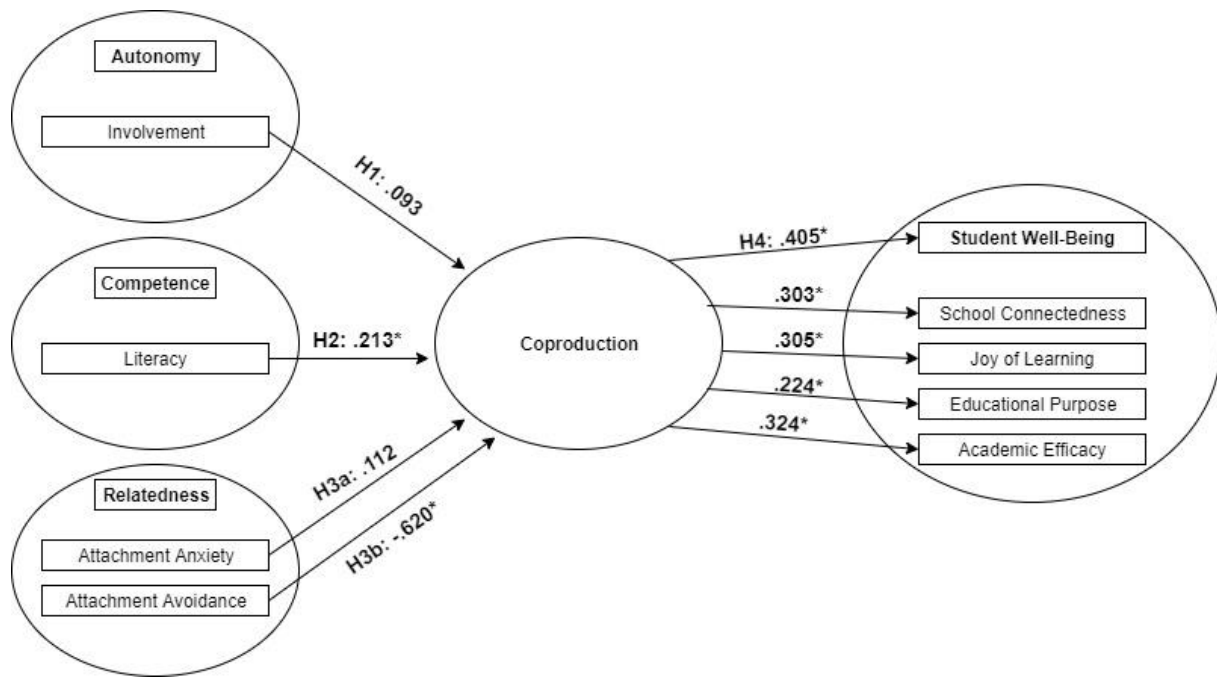 Autonomy
Involvement
H1: .093
Competence
Literacy
H2: .213*
Relatedness
Attachment Anxiety
Attachment Avoidance
H3a: .112
H3b: -.620*
Coproduction
H4: .405*
.303*
.305*
.224*
.324*
Student Well-Being
School Connectedness
Joy of Learning
Educational Purpose
Academic Efficacy